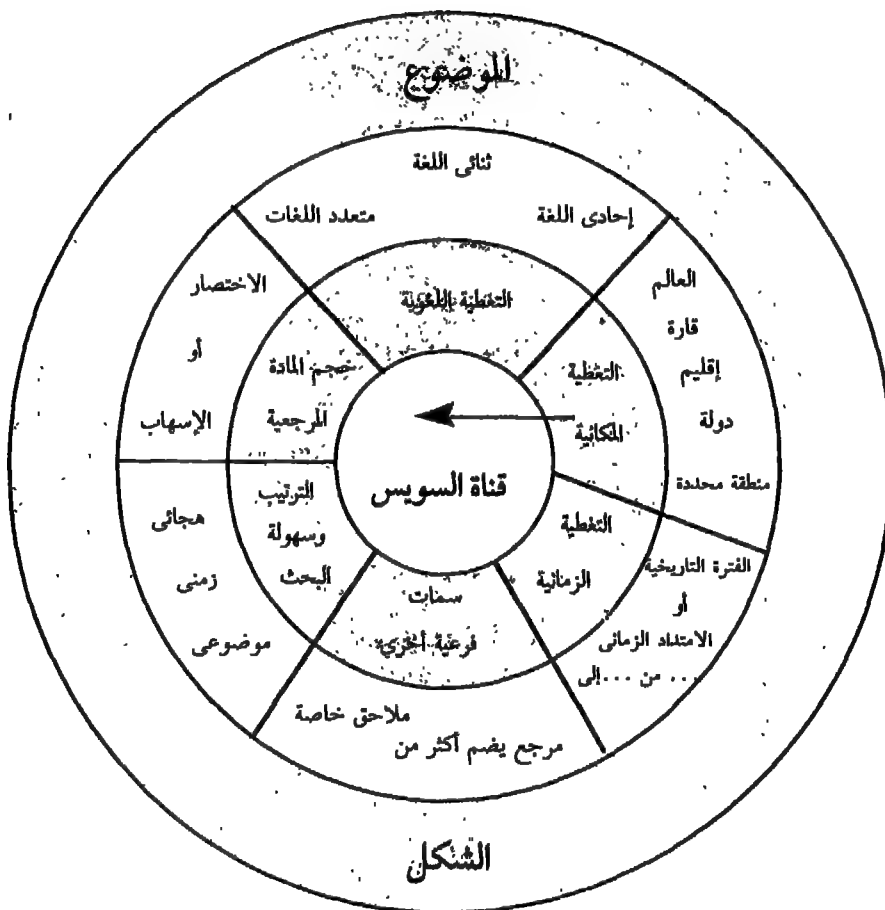 الموضوع
ثنائى اللغة
إحادى اللغة
متعدد اللغات
التغطية اللغوية
العالم
قارة
إقليم
دولة
منطقة محددة
التغطية
المكانية
الاختصار
أو
الإسهاب
حجم المادة
المرجعية
قناة السويس
هجائى
زمنى
موضوعى
الترتيب
وسهولة
البحث
التغطية
الزمانية
الفترة التاريخية
أو
الامتداد الزمانى
من ... إلى ...
سمات
فرعية أخرى
ملاحق خاصة
مرجع يضم أكثر من
الشكل